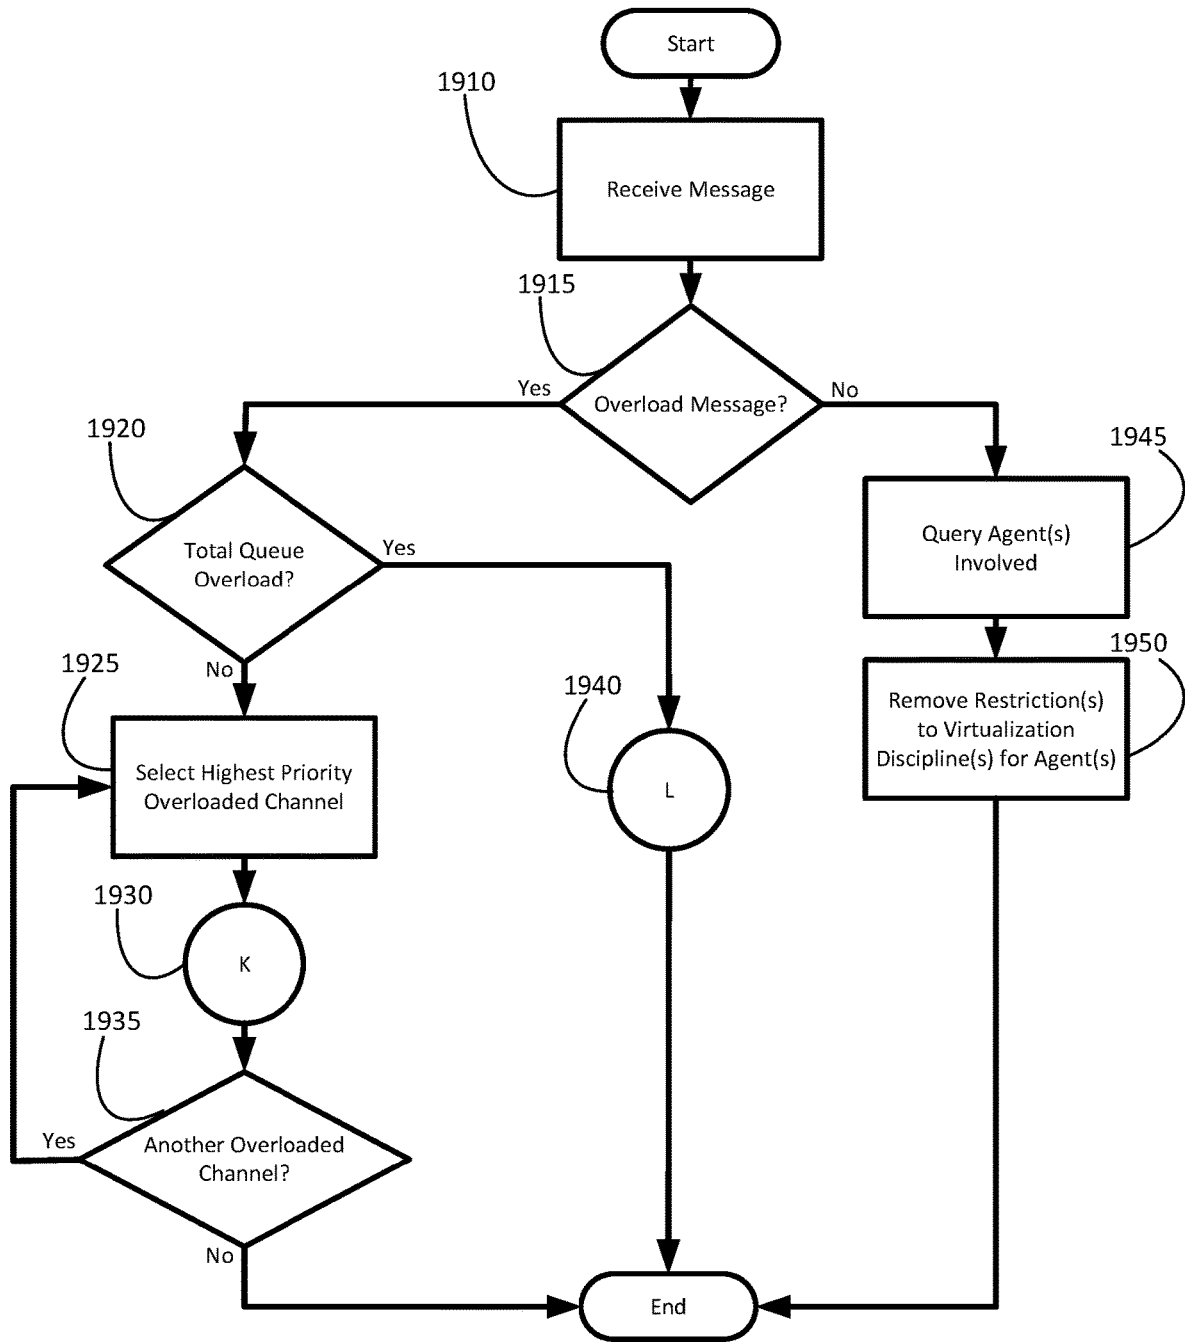 Start
1910
Receive Message
1915
Overload Message?
Yes
No
1920
Total Queue
Overload?
Yes
No
1945
Query Agent(s)
Involved
1950
Remove Restriction(s)
to Virtualization
Discipline(s) for Agent(s)
1925
Select Highest Priority
Overloaded Channel
1940
L
1930
K
1935
Another Overloaded
Channel?
Yes
No
End